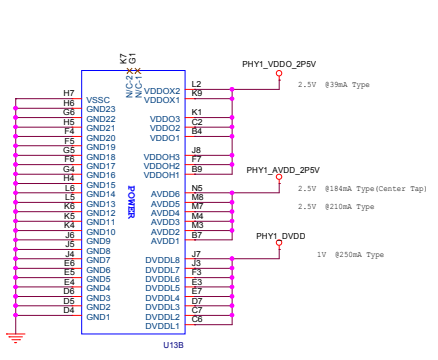 K7 G1
N/C-2 N/C-1
PHY1_VDDO_2P5V
2.5V @39mA Type
H7 VSSC VDDOX2 L2
H6 GND23 VDDOX1 K9
G6 GND22 VDDO3 K1
H5 GND21 VDDO2 C2
F4 GND20 VDDO1 B4
F5 GND19
G5 GND18 VDDOH3 J8
F6 GND17 VDDOH2 F7
G4 GND16 VDDOH1 B9
H4 GND15
PHY1_AVDD_2P5V
L6 GND14 AVDD6 N5
2.5V @184mA Type(Center Tap)
L5 GND13 AVDD5 M8
K6 GND12 AVDD4 M7
2.5V @210mA Type
K5 GND11 AVDD3 M4
K4 GND10 AVDD2 M3
J6 GND9 AVDD1 B7
PHY1_DVDD
J5 GND8
J4 GND7 DVDDL8 J7
1V @250mA Type
E6 GND6 DVDDL7 J3
E5 GND5 DVDDL6 F3
E4 GND4 DVDDL5 E3
D6 GND3 DVDDL4 E7
D5 GND2 DVDDL3 D7
D4 GND1 DVDDL2 C7
DVDDL1 C6
POWER
U13B